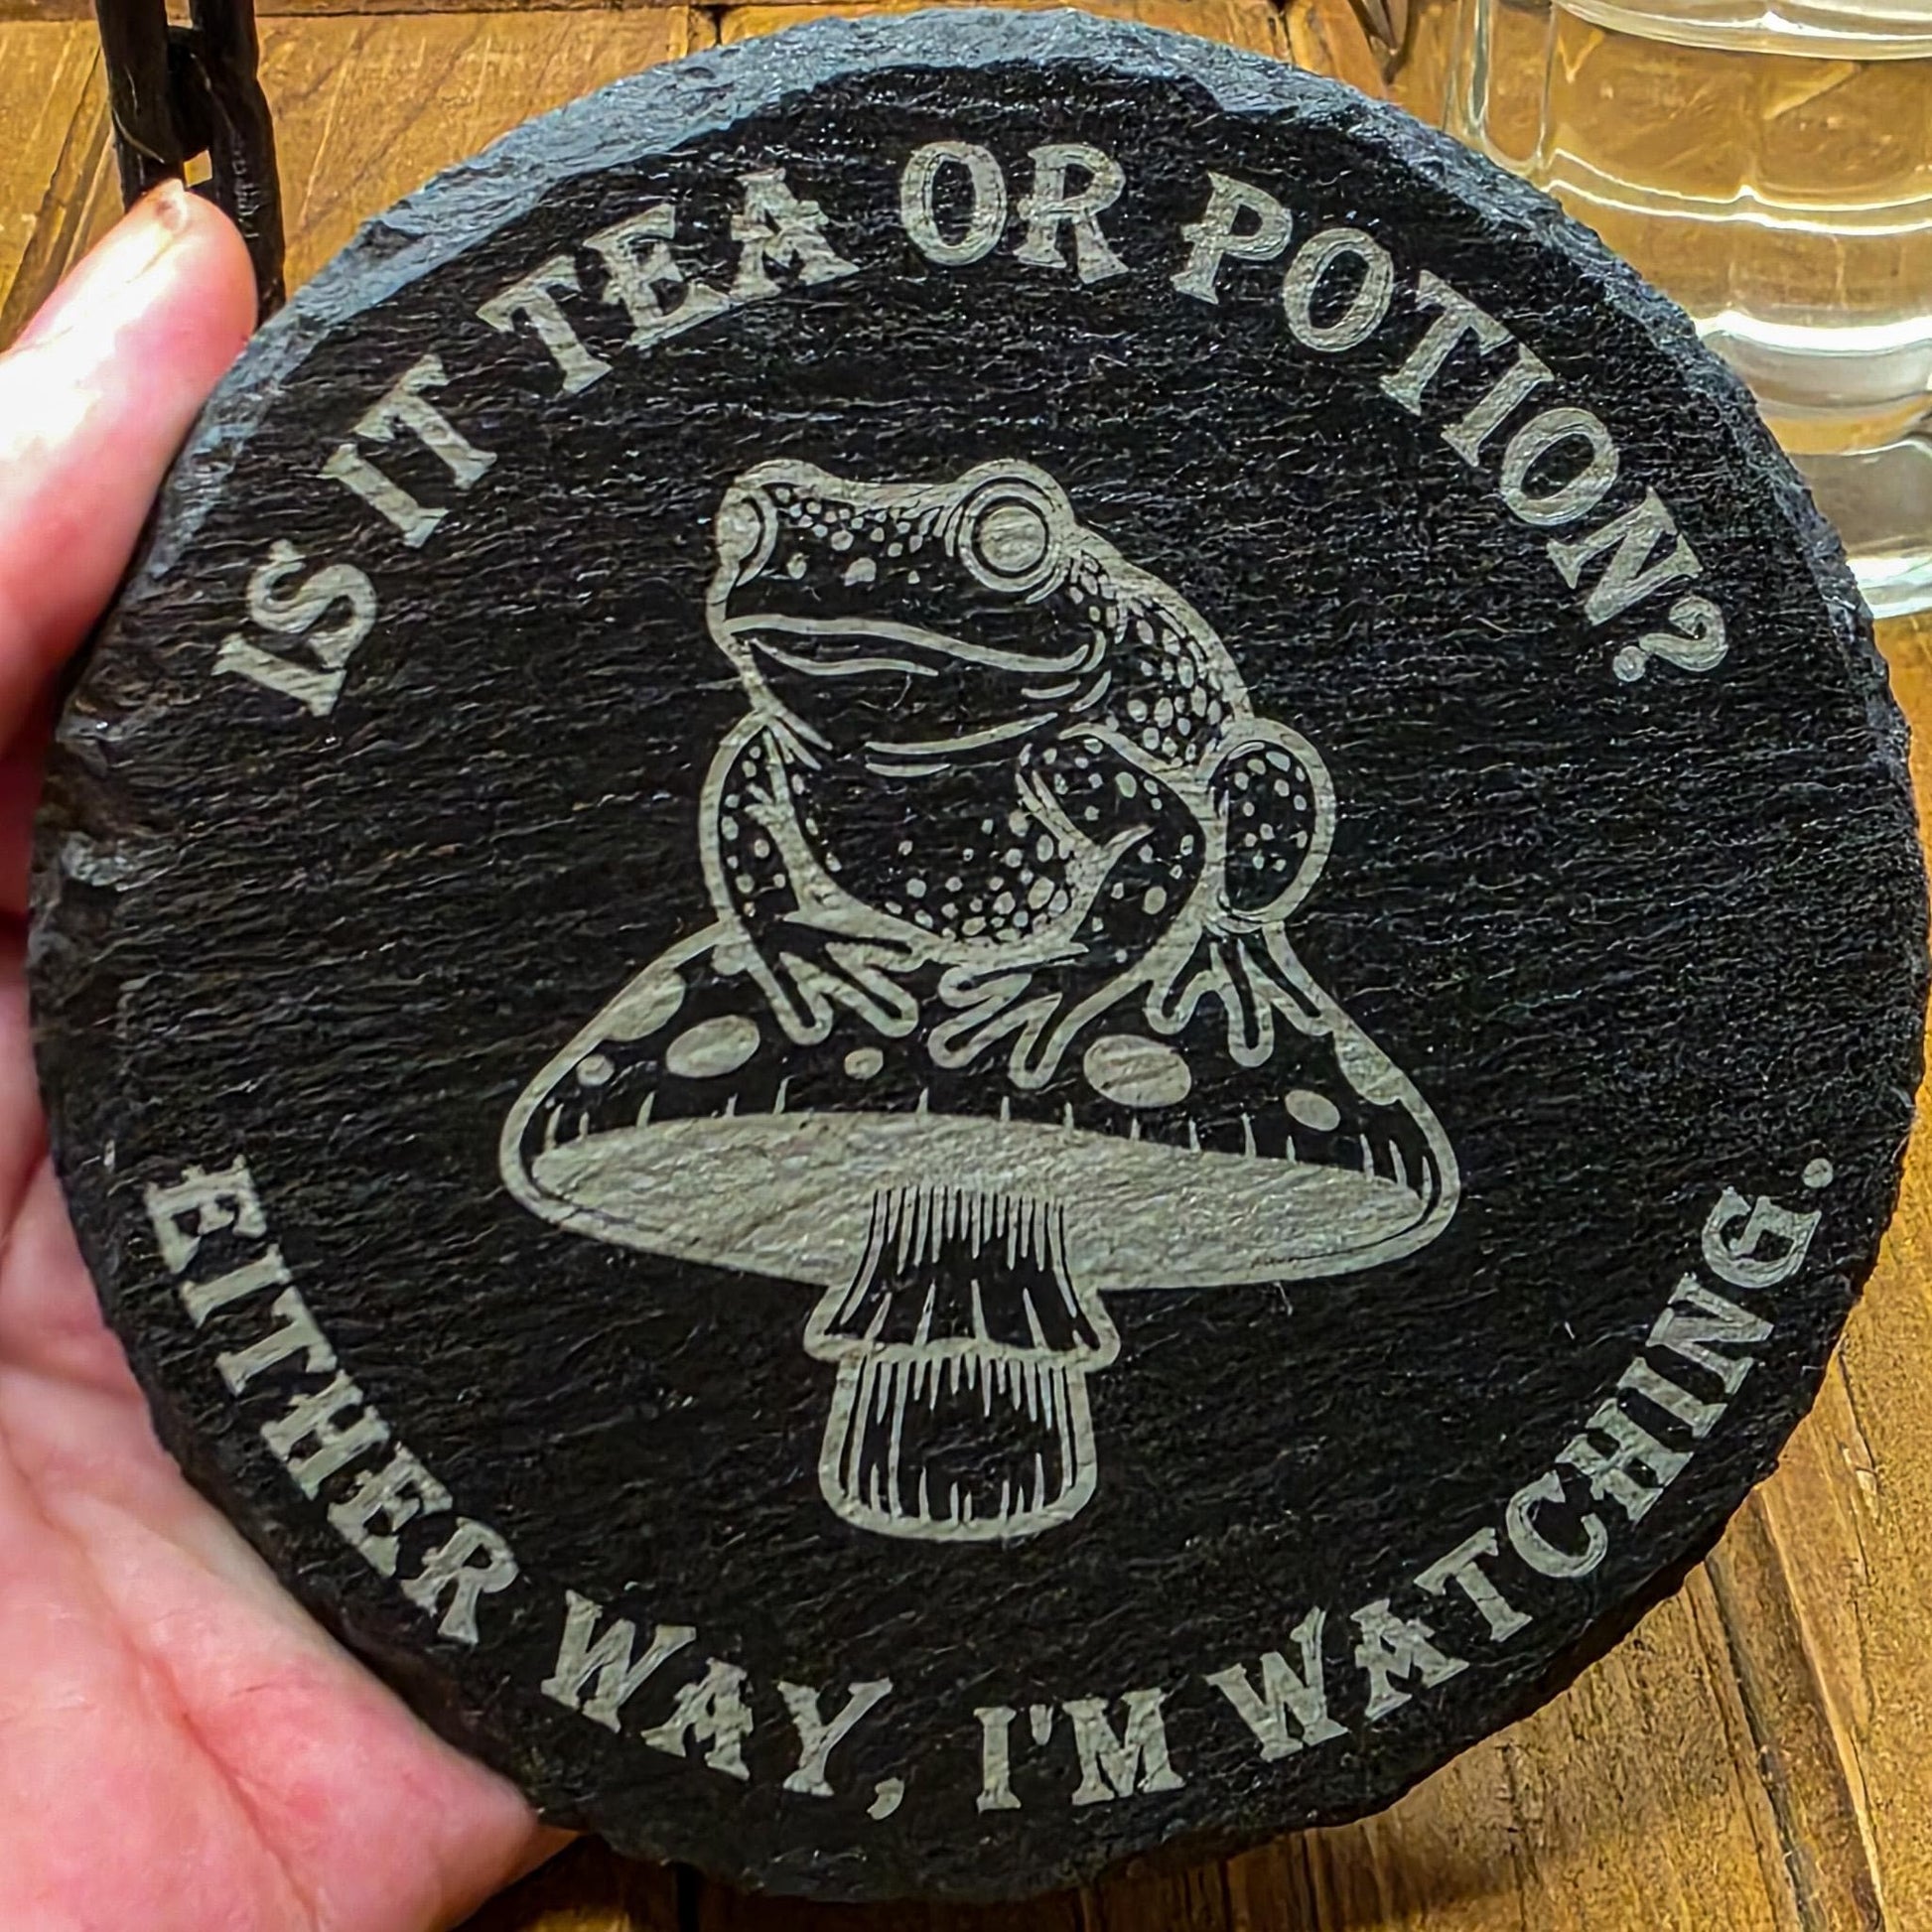 IS IT TEA OR POTION?
EITHER WAY, I'M WATCHING.